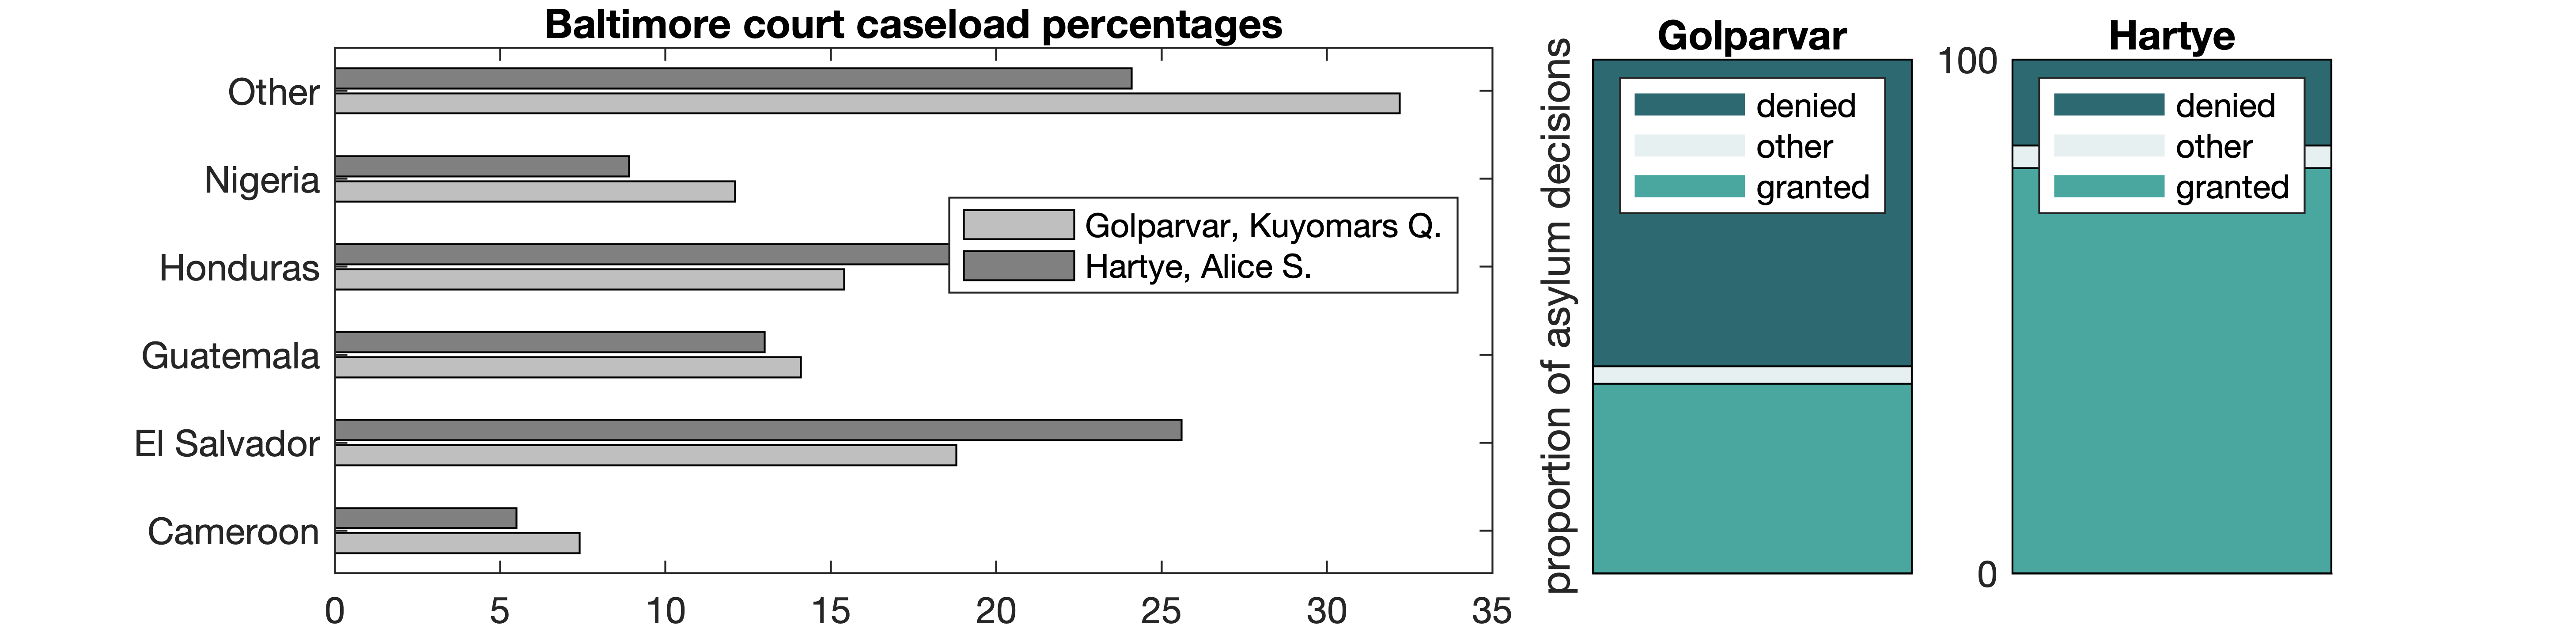 Baltimore court caseload percentages
Other
Nigeria
Honduras
Guatemala
El Salvador
Cameroon
0 5 10 15 20 25 30 35
Golparvar, Kuyomars Q.
Hartye, Alice S.
proportion of asylum decisions
Golparvar
denied
other
granted
Hartye
100
0
denied
other
granted